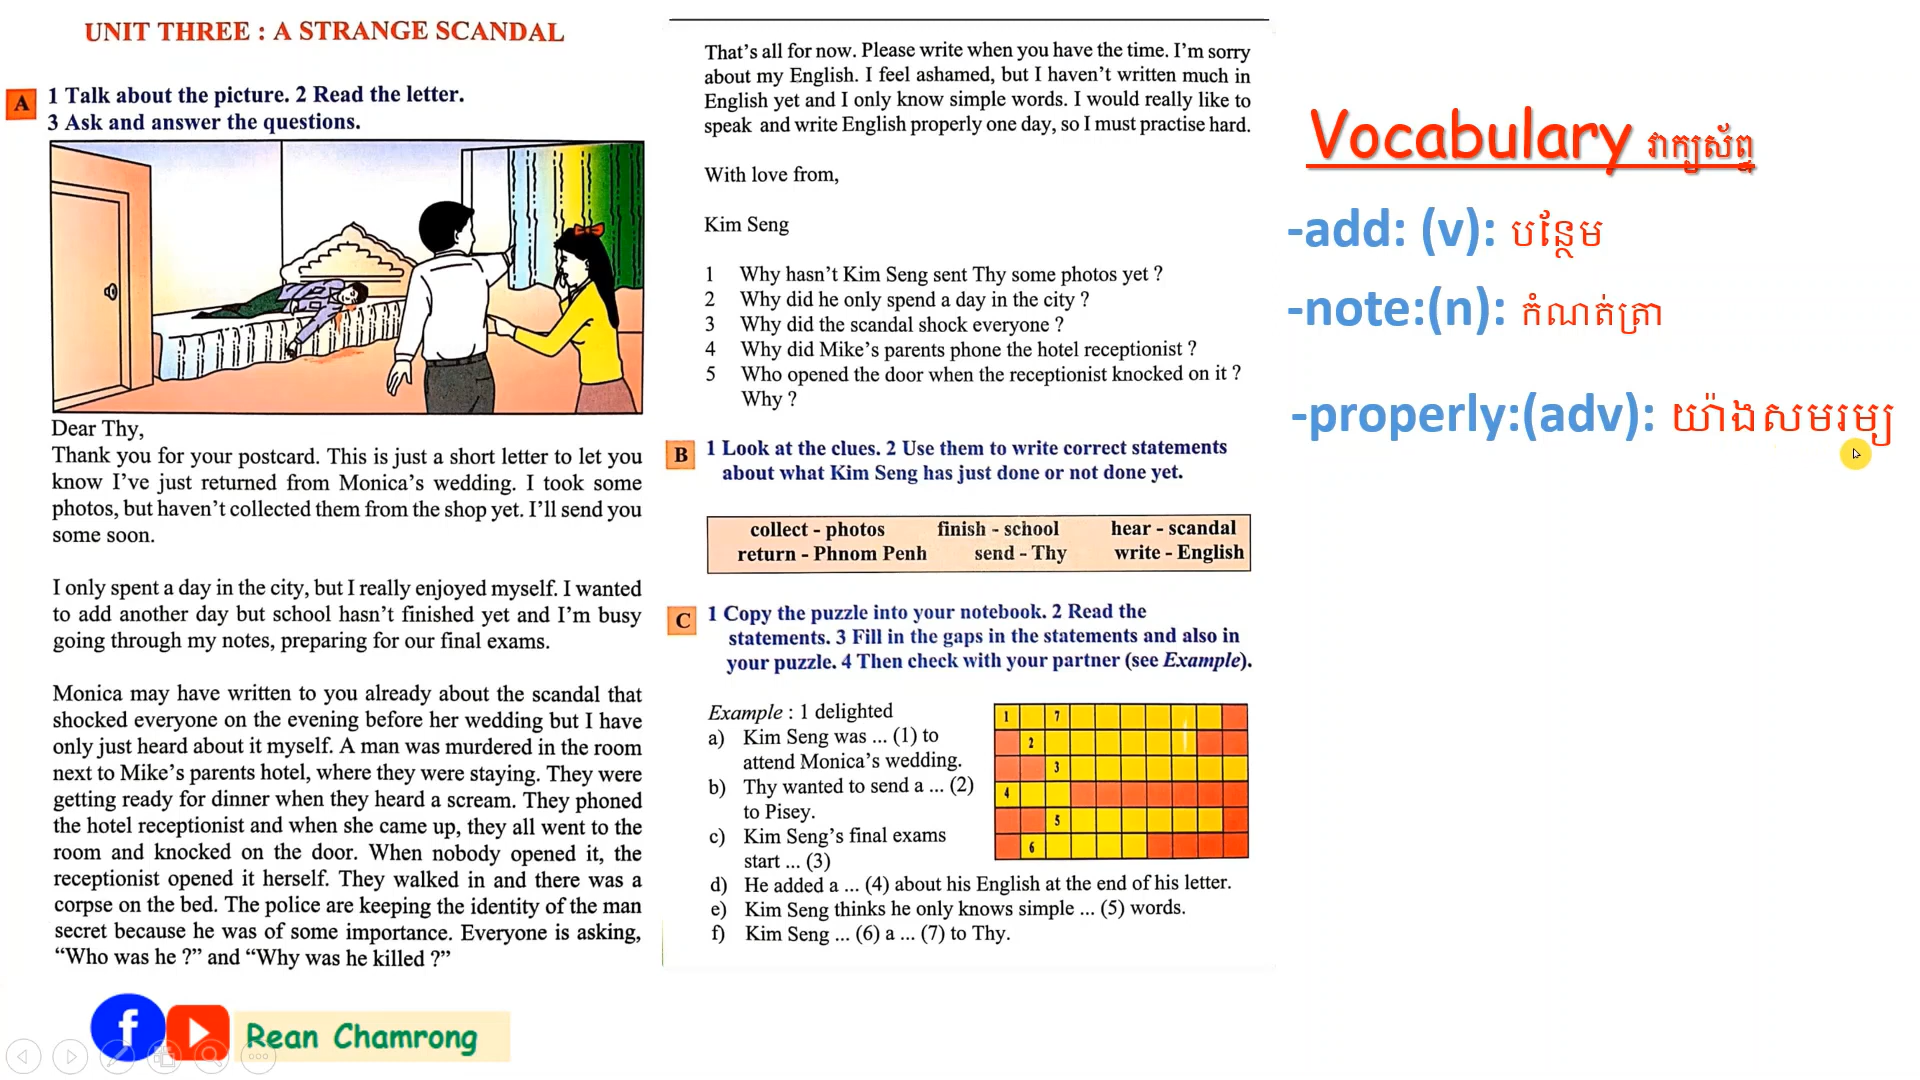 UNIT THREE : A STRANGE SCANDAL
A
1 Talk about the picture. 2 Read the letter.
3 Ask and answer the questions.
Dear Thy,
Thank you for your postcard. This is just a short letter to let you
know I've just returned from Monica's wedding. I took some
photos, but haven't collected them from the shop yet. I'll send you
some soon.
I only spent a day in the city, but I really enjoyed myself. I wanted
to add another day but school hasn't finished yet and I'm busy
going through my notes, preparing for our final exams.
Monica may have written to you already about the scandal that
shocked everyone on the evening before her wedding but I have
only just heard about it myself. A man was murdered in the room
next to Mike's parents hotel, where they were staying. They were
getting ready for dinner when they heard a scream. They phoned
the hotel receptionist and when she came up, they all went to the
room and knocked on the door. When nobody opened it, the
receptionist opened it herself. They walked in and there was a
corpse on the bed. The police are keeping the identity of the man
secret because he was of some importance. Everyone is asking,
“Who was he ?” and “Why was he killed ?”
f Rean Chamrong
That's all for now. Please write when you have the time. I'm sorry
about my English. I feel ashamed, but I haven't written much in
English yet and I only know simple words. I would really like to
speak and write English properly one day, so I must practise hard.
With love from,
Kim Seng
1 Why hasn't Kim Seng sent Thy some photos yet ?
2 Why did he only spend a day in the city ?
3 Why did the scandal shock everyone ?
4 Why did Mike's parents phone the hotel receptionist ?
5 Who opened the door when the receptionist knocked on it ?
Why ?
B
1 Look at the clues. 2 Use them to write correct statements
about what Kim Seng has just done or not done yet.
collect - photos finish - school hear - scandal
return - Phnom Penh send - Thy write - English
C
1 Copy the puzzle into your notebook. 2 Read the
statements. 3 Fill in the gaps in the statements and also in
your puzzle. 4 Then check with your partner (see Example).
Example : 1 delighted
a) Kim Seng was ... (1) to
attend Monica's wedding.
b) Thy wanted to send a ... (2)
to Pisey.
c) Kim Seng's final exams
start ... (3)
d) He added a ... (4) about his English at the end of his letter.
e) Kim Seng thinks he only knows simple ... (5) words.
f) Kim Seng ... (6) a ... (7) to Thy.
1 7
2
3
4
5
6
Vocabulary វាក្យស័ព្ទ
-add: (v): បន្ថែម
-note:(n): កំណត់ត្រា
-properly:(adv): យ៉ាងសមរម្យ